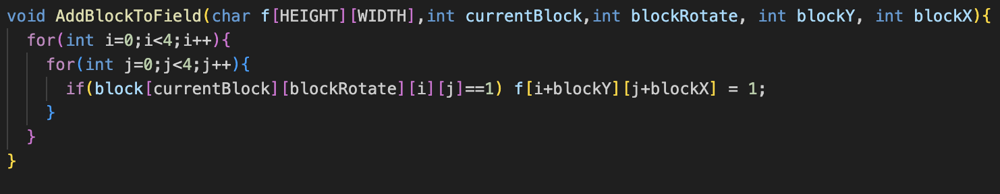 void AddBlockToField(char f[HEIGHT][WIDTH],int currentBlock,int blockRotate, int blockY, int blockX){
  for(int i=0;i<4;i++){
    for(int j=0;j<4;j++){
      if(block[currentBlock][blockRotate][i][j]==1) f[i+blockY][j+blockX] = 1;
    }
  }
}